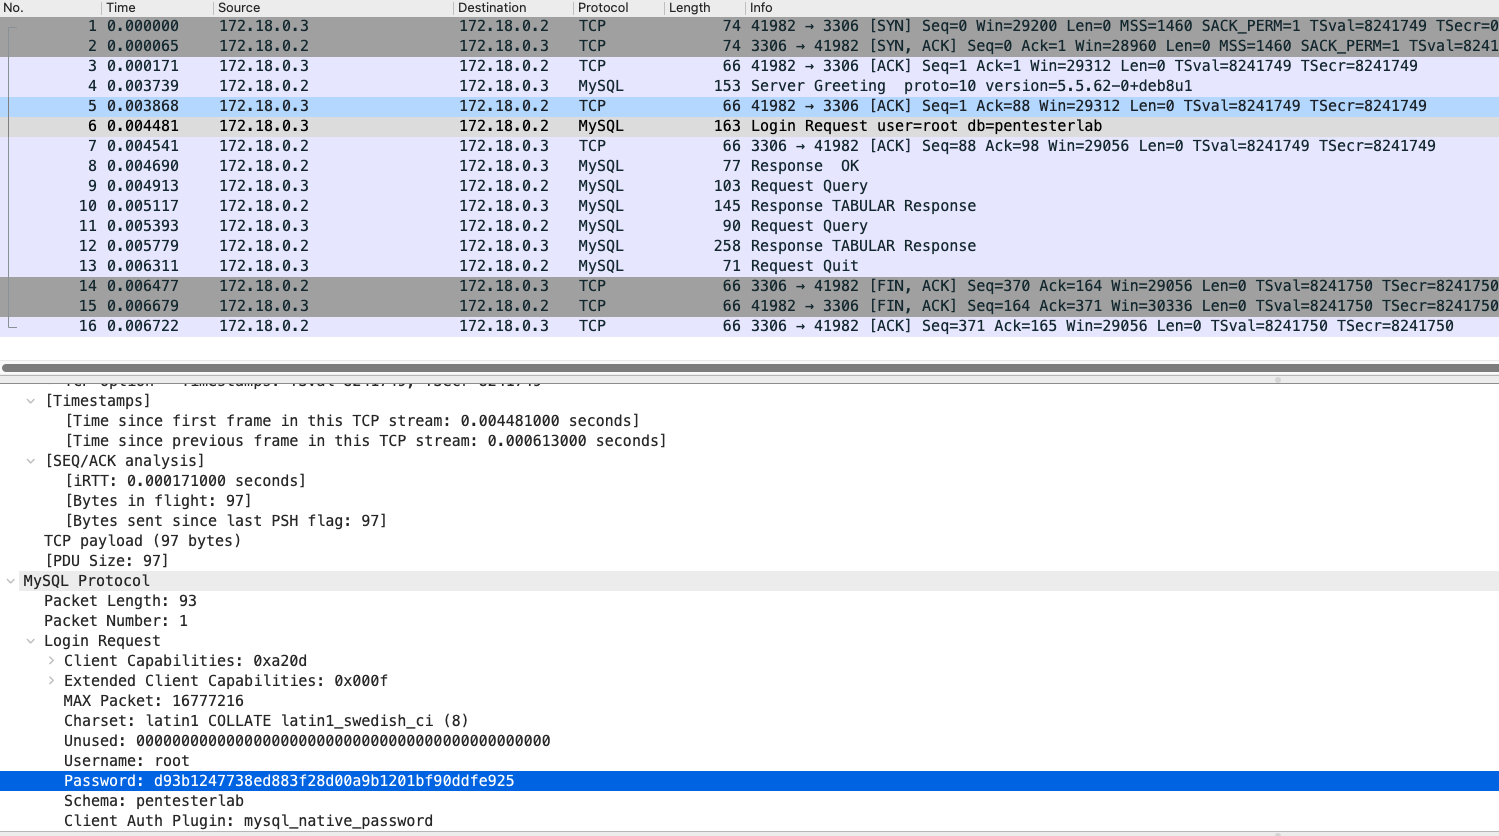 No. Time Source Destination Protocol Length Info
1 0.000000 172.18.0.3 172.18.0.2 TCP 74 41982 → 3306 [SYN] Seq=0 Win=29200 Len=0 MSS=1460 SACK_PERM=1 TSval=8241749 TSecr=0
2 0.000065 172.18.0.2 172.18.0.3 TCP 74 3306 → 41982 [SYN, ACK] Seq=0 Ack=1 Win=28960 Len=0 MSS=1460 SACK_PERM=1 TSval=8241
3 0.000171 172.18.0.3 172.18.0.2 TCP 66 41982 → 3306 [ACK] Seq=1 Ack=1 Win=29312 Len=0 TSval=8241749 TSecr=8241749
4 0.003739 172.18.0.2 172.18.0.3 MySQL 153 Server Greeting proto=10 version=5.5.62-0+deb8u1
5 0.003868 172.18.0.3 172.18.0.2 TCP 66 41982 → 3306 [ACK] Seq=1 Ack=88 Win=29312 Len=0 TSval=8241749 TSecr=8241749
6 0.004481 172.18.0.3 172.18.0.2 MySQL 163 Login Request user=root db=pentesterlab
7 0.004541 172.18.0.2 172.18.0.3 TCP 66 3306 → 41982 [ACK] Seq=88 Ack=98 Win=29056 Len=0 TSval=8241749 TSecr=8241749
8 0.004690 172.18.0.2 172.18.0.3 MySQL 77 Response OK
9 0.004913 172.18.0.3 172.18.0.2 MySQL 103 Request Query
10 0.005117 172.18.0.2 172.18.0.3 MySQL 145 Response TABULAR Response
11 0.005393 172.18.0.3 172.18.0.2 MySQL 90 Request Query
12 0.005779 172.18.0.2 172.18.0.3 MySQL 258 Response TABULAR Response
13 0.006311 172.18.0.3 172.18.0.2 MySQL 71 Request Quit
14 0.006477 172.18.0.2 172.18.0.3 TCP 66 3306 → 41982 [FIN, ACK] Seq=370 Ack=164 Win=29056 Len=0 TSval=8241750 TSecr=8241750
15 0.006679 172.18.0.3 172.18.0.2 TCP 66 41982 → 3306 [FIN, ACK] Seq=164 Ack=371 Win=30336 Len=0 TSval=8241750 TSecr=8241750
16 0.006722 172.18.0.2 172.18.0.3 TCP 66 3306 → 41982 [ACK] Seq=371 Ack=165 Win=29056 Len=0 TSval=8241750 TSecr=8241750
[Timestamps]
[Time since first frame in this TCP stream: 0.004481000 seconds]
[Time since previous frame in this TCP stream: 0.000613000 seconds]
[SEQ/ACK analysis]
[iRTT: 0.000171000 seconds]
[Bytes in flight: 97]
[Bytes sent since last PSH flag: 97]
TCP payload (97 bytes)
[PDU Size: 97]
MySQL Protocol
Packet Length: 93
Packet Number: 1
Login Request
Client Capabilities: 0xa20d
Extended Client Capabilities: 0x000f
MAX Packet: 16777216
Charset: latin1 COLLATE latin1_swedish_ci (8)
Unused: 0000000000000000000000000000000000000000000000
Username: root
Password: d93b1247738ed883f28d00a9b1201bf90ddfe925
Schema: pentesterlab
Client Auth Plugin: mysql_native_password